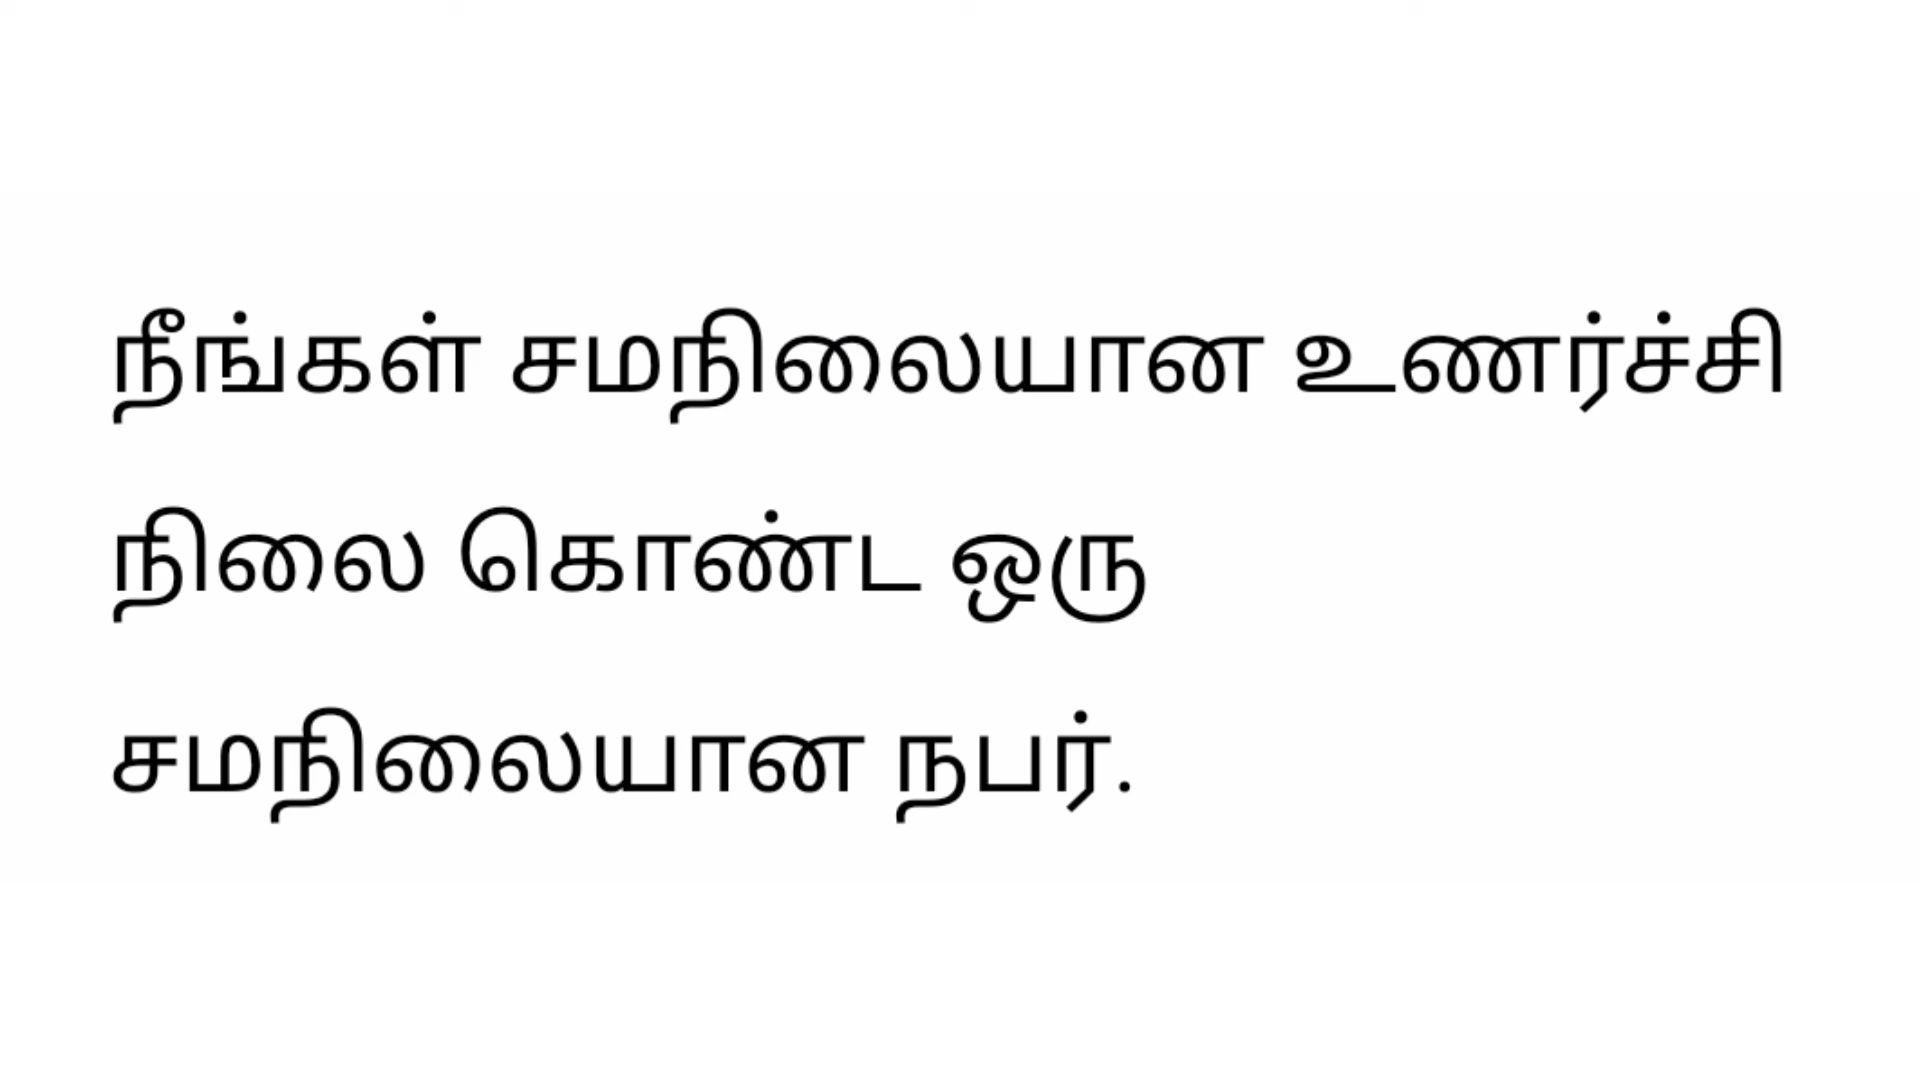 நீங்கள் சமநிலையான உணர்ச்சி
நிலை கொண்ட ஒரு
சமநிலையான நபர்.